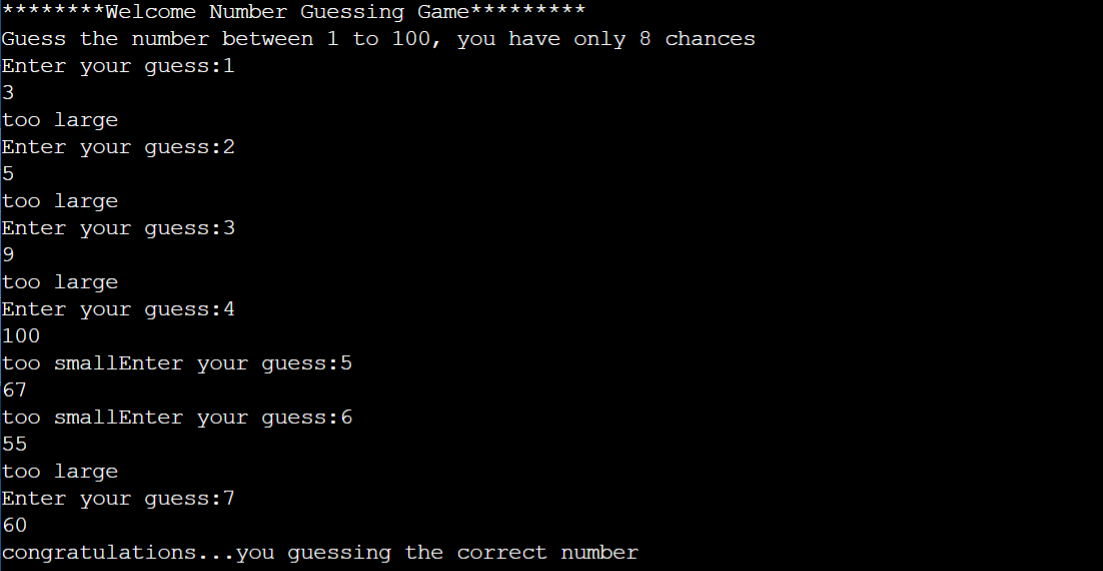 ********Welcome Number Guessing Game*********
Guess the number between 1 to 100, you have only 8 chances
Enter your guess:1
3
too large
Enter your guess:2
5
too large
Enter your guess:3
9
too large
Enter your guess:4
100
too smallEnter your guess:5
67
too smallEnter your guess:6
55
too large
Enter your guess:7
60
congratulations...you guessing the correct number